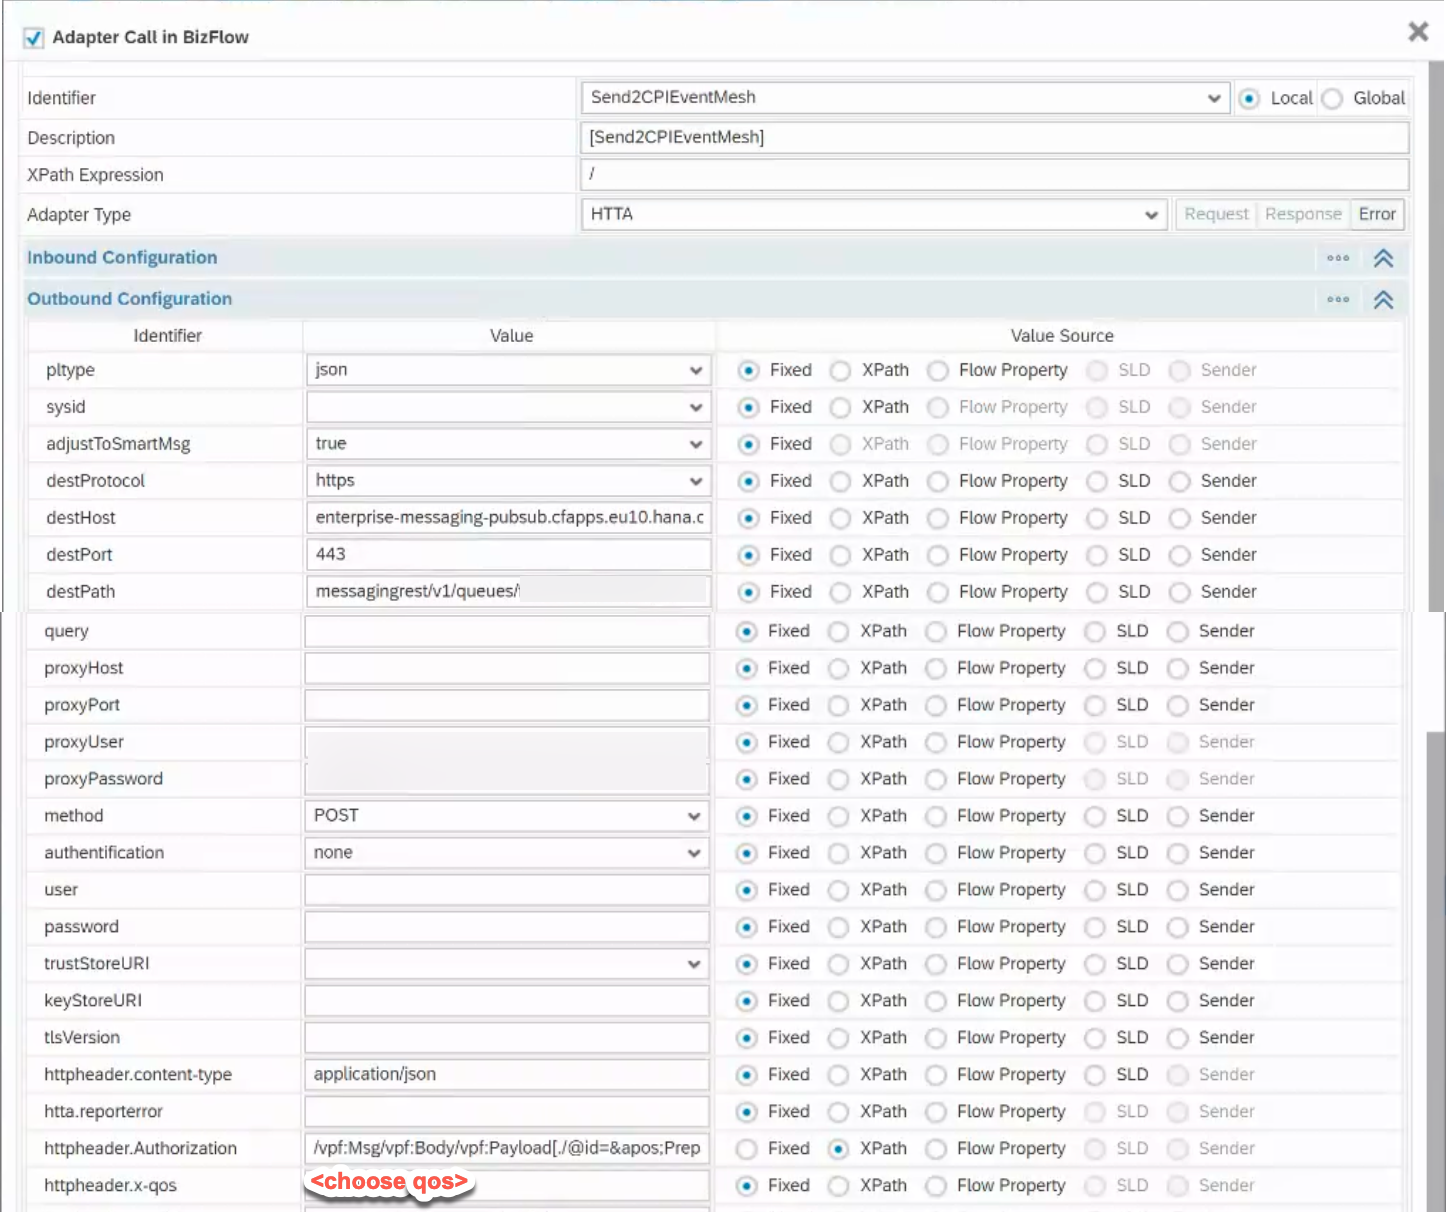 Adapter Call in BizFlow
Identifier Send2CPIEventMesh Local Global
Description [Send2CPIEventMesh]
XPath Expression /
Adapter Type HTTA Request Response Error
Inbound Configuration
Outbound Configuration
Identifier Value Value Source
pltype json Fixed XPath Flow Property SLD Sender
sysid Fixed XPath Flow Property SLD Sender
adjustToSmartMsg true Fixed XPath Flow Property SLD Sender
destProtocol https Fixed XPath Flow Property SLD Sender
destHost enterprise-messaging-pubsub.cfapps.eu10.hana.c Fixed XPath Flow Property SLD Sender
destPort 443 Fixed XPath Flow Property SLD Sender
destPath messagingrest/v1/queues/ Fixed XPath Flow Property SLD Sender
query Fixed XPath Flow Property SLD Sender
proxyHost Fixed XPath Flow Property SLD Sender
proxyPort Fixed XPath Flow Property SLD Sender
proxyUser Fixed XPath Flow Property SLD Sender
proxyPassword Fixed XPath Flow Property SLD Sender
method POST Fixed XPath Flow Property SLD Sender
authentification none Fixed XPath Flow Property SLD Sender
user Fixed XPath Flow Property SLD Sender
password Fixed XPath Flow Property SLD Sender
trustStoreURI Fixed XPath Flow Property SLD Sender
keyStoreURI Fixed XPath Flow Property SLD Sender
tlsVersion Fixed XPath Flow Property SLD Sender
httpheader.content-type application/json Fixed XPath Flow Property SLD Sender
htta.reporterror Fixed XPath Flow Property SLD Sender
httpheader.Authorization /vpf:Msg/vpf:Body/vpf:Payload[./@id=&apos;Prep Fixed XPath Flow Property SLD Sender
httpheader.x-qos <choose qos> Fixed XPath Flow Property SLD Sender